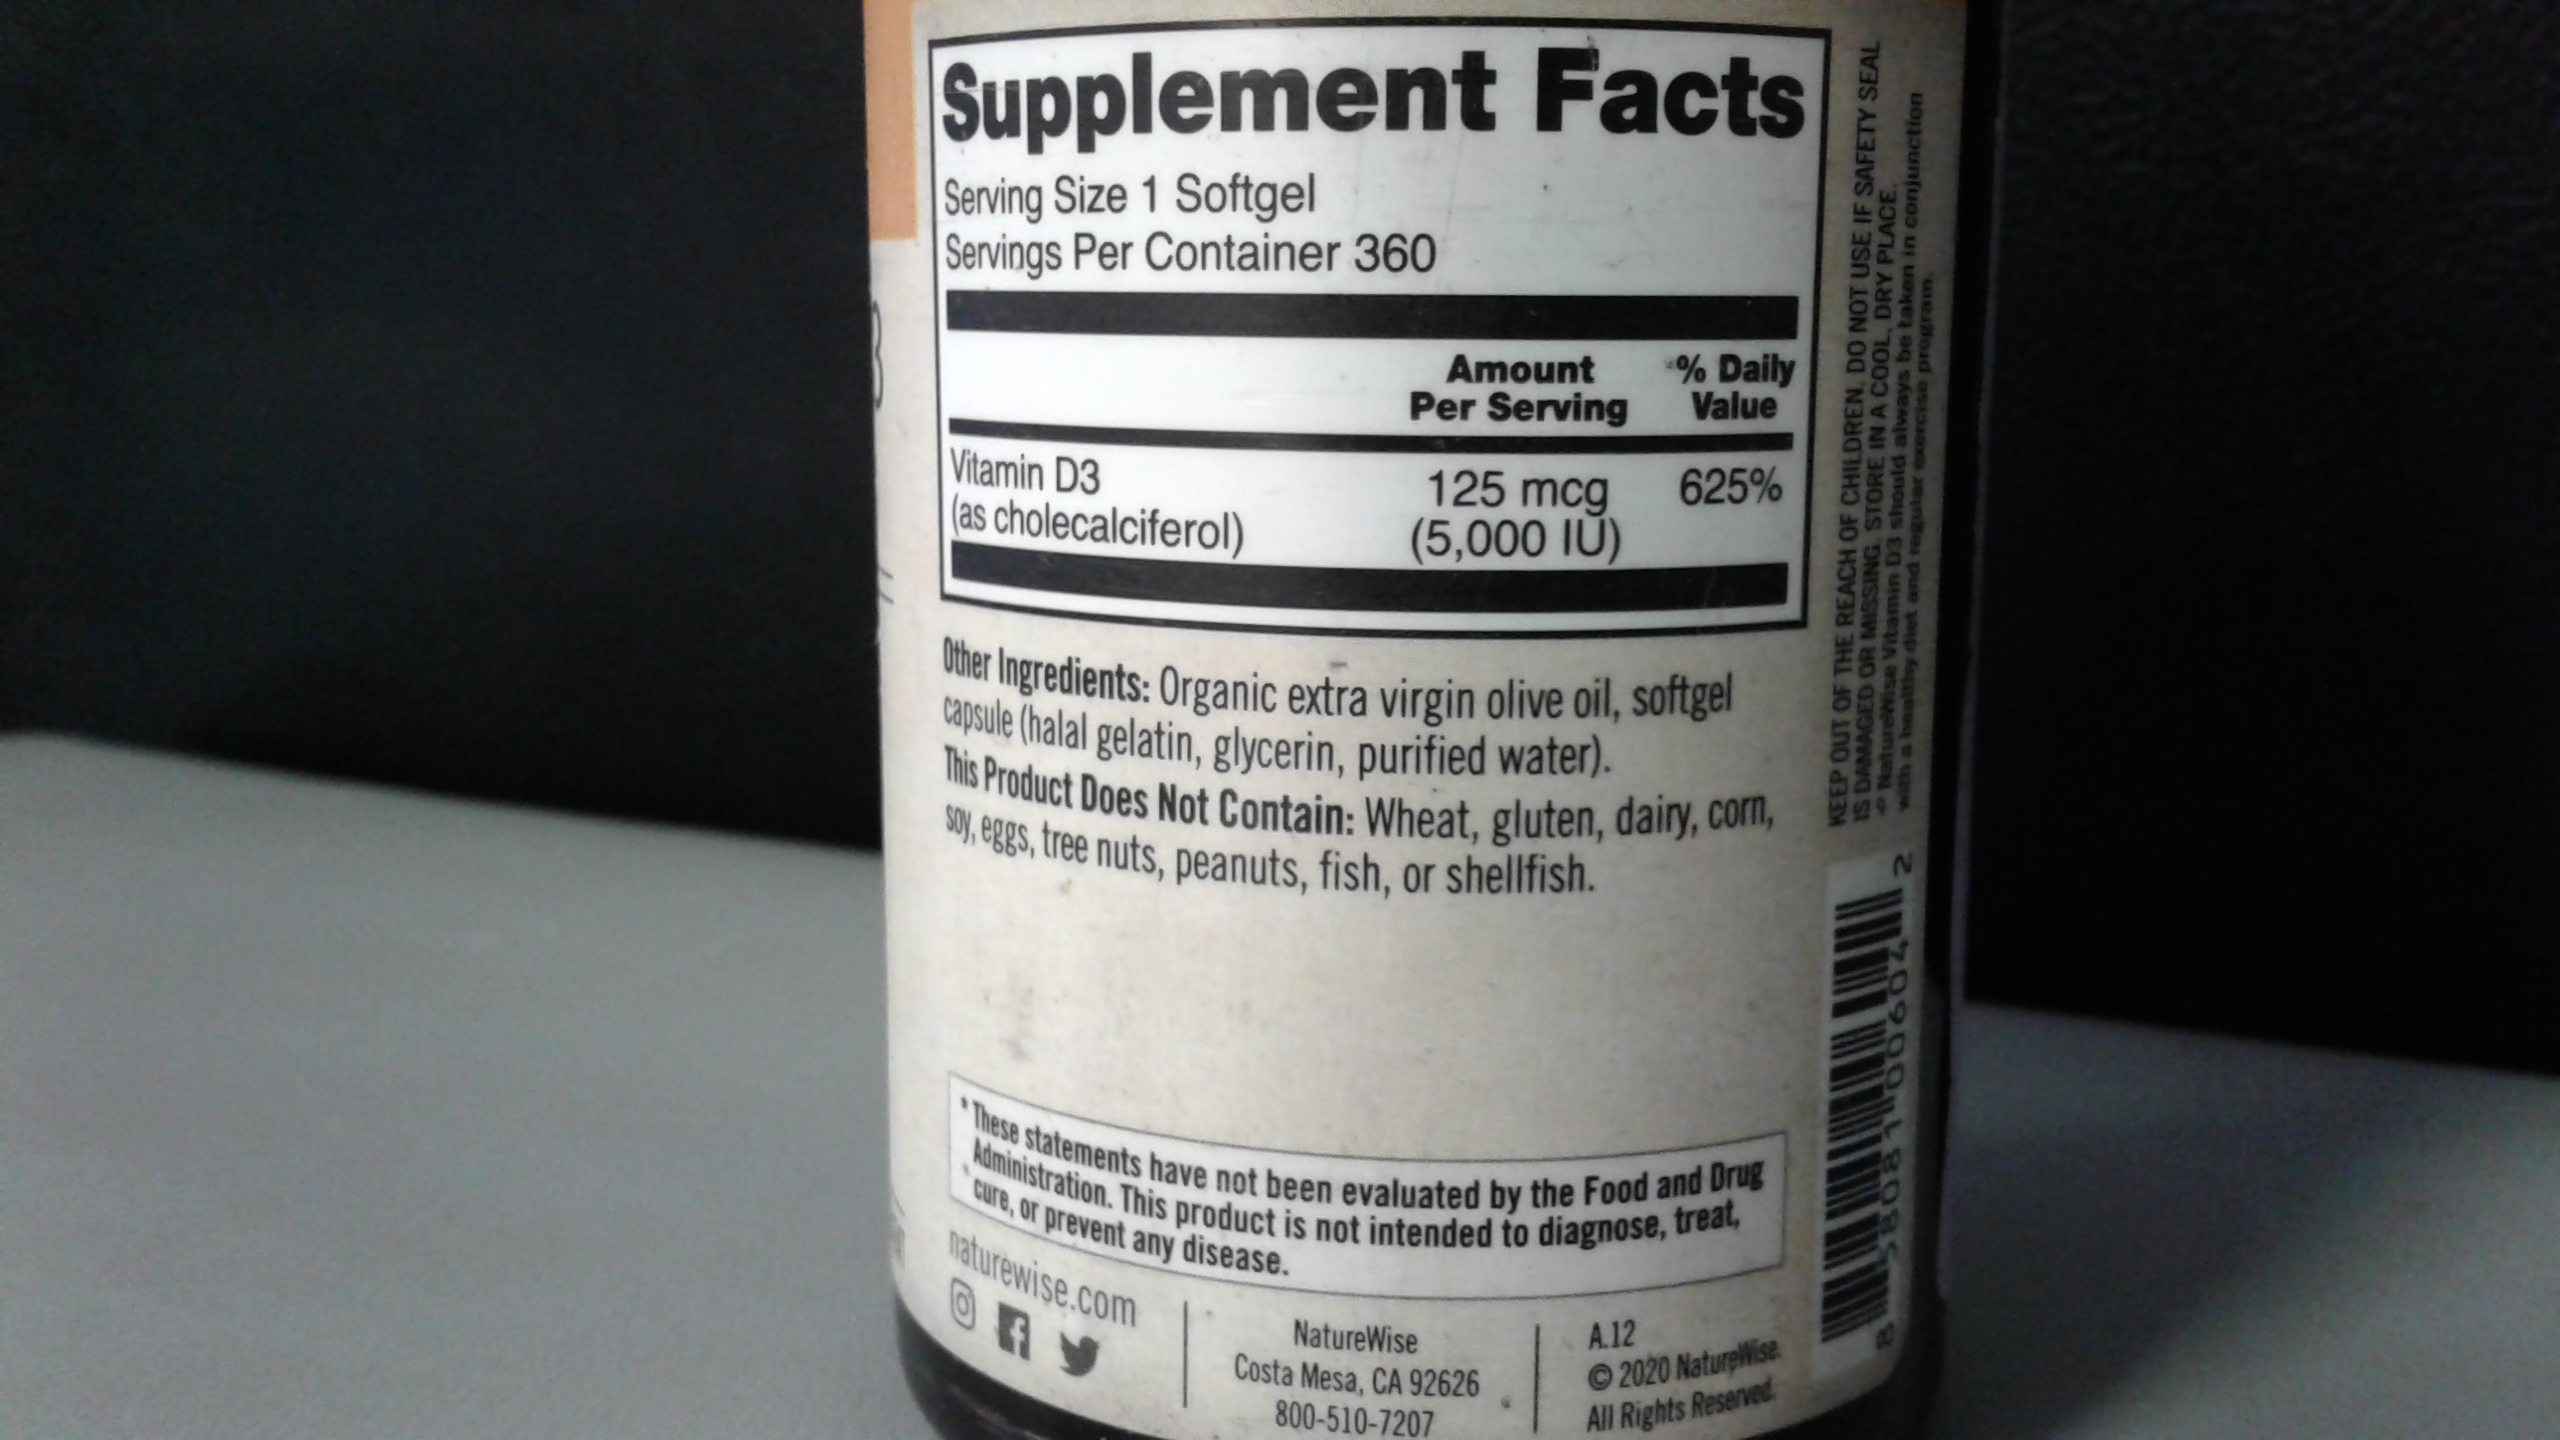 Supplement Facts
Serving Size 1 Softgel
Servings Per Container 360
Amount
Per Serving
% Daily
Value
Vitamin D3
(as cholecalciferol)
125 mcg
(5,000 IU)
625%
Other Ingredients: Organic extra virgin olive oil, softgel
capsule (halal gelatin, glycerin, purified water).
This Product Does Not Contain: Wheat, gluten, dairy, corn,
soy, eggs, tree nuts, peanuts, fish, or shellfish.
* These statements have not been evaluated by the Food and Drug
Administration. This product is not intended to diagnose, treat,
cure, or prevent any disease.
naturewise.com
NatureWise
Costa Mesa, CA 92626
800-510-7207
A.12
© 2020 NatureWise.
All Rights Reserved.
KEEP OUT OF THE REACH OF CHILDREN. DO NOT USE IF SAFETY SEAL
IS DAMAGED OR MISSING. STORE IN A COOL, DRY PLACE.
NatureWise Vitamin D3 should always be taken in conjunction
with a healthy diet and regular exercise program.
8 58081 00604 2
3